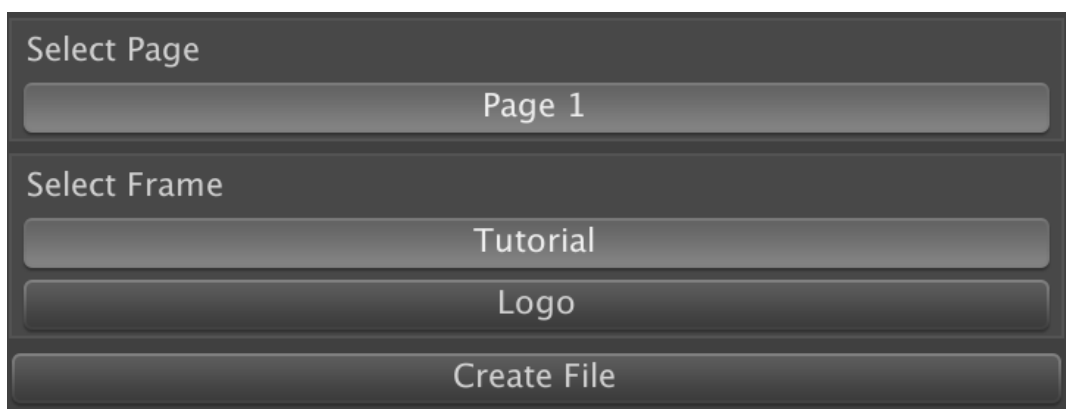 Select Page
Page 1
Select Frame
Tutorial
Logo
Create File